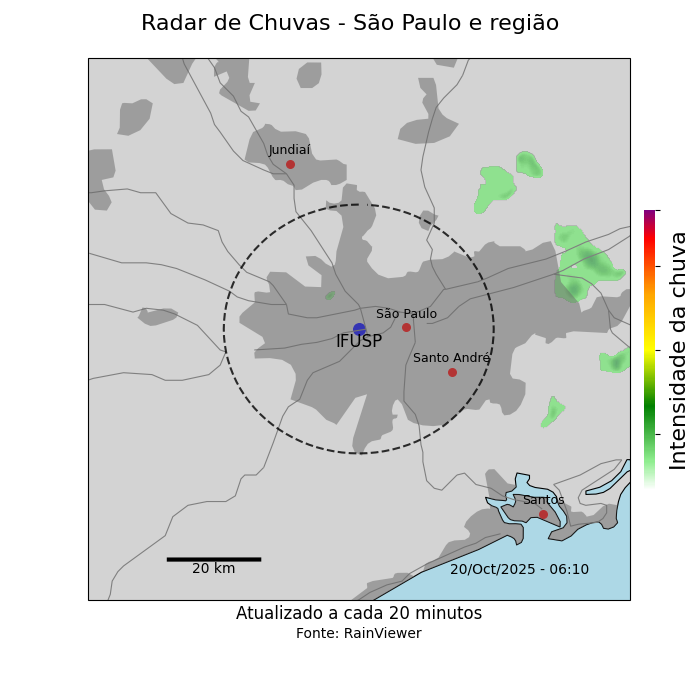 Radar de Chuvas - São Paulo e região
Jundiaí
São Paulo
IFUSP
Santo André
Intensidade da chuva
Santos
20 km
20/Oct/2025 - 06:10
Atualizado a cada 20 minutos
Fonte: RainViewer